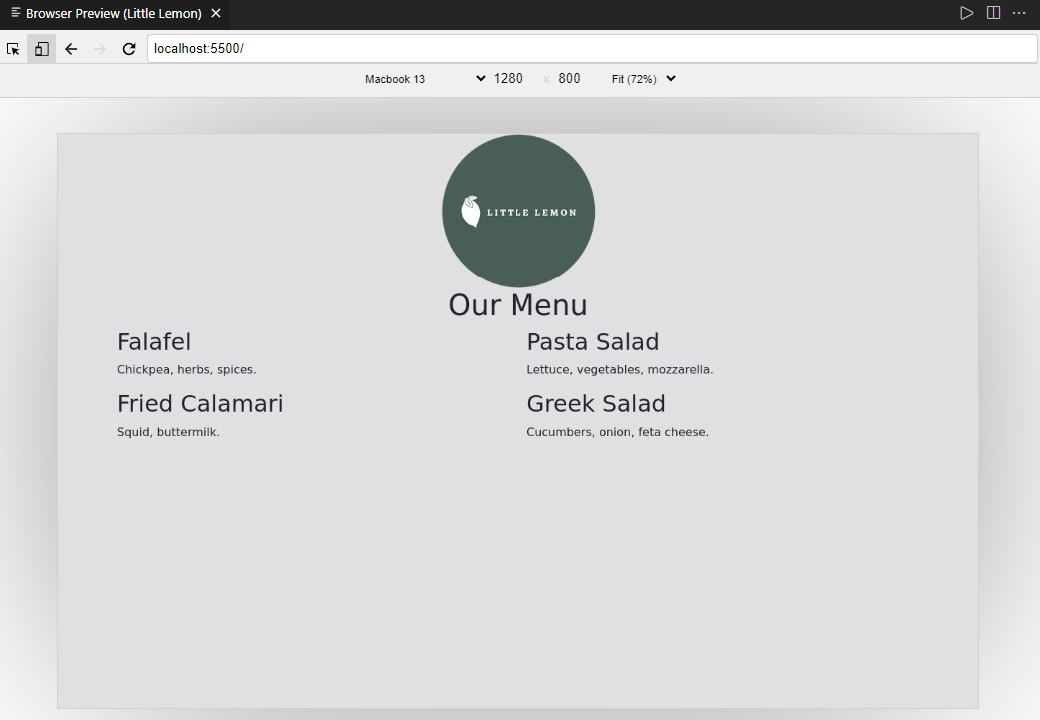 Browser Preview (Little Lemon)
localhost:5500/
Macbook 13 1280 x 800 Fit (72%)
LITTLE LEMON
Our Menu
Falafel
Chickpea, herbs, spices.
Fried Calamari
Squid, buttermilk.
Pasta Salad
Lettuce, vegetables, mozzarella.
Greek Salad
Cucumbers, onion, feta cheese.